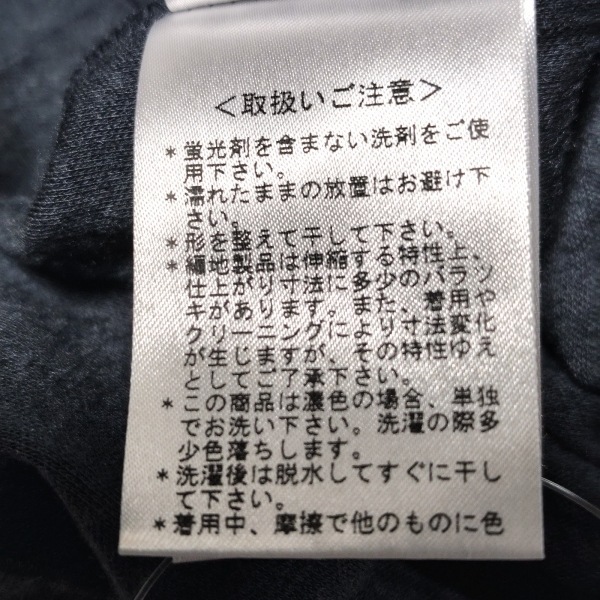 ＜取扱いご注意＞
＊蛍光剤を含まない洗剤をご使
用下さい。
＊濡れたままの放置はお避け下
さい。
＊形を整えて干して下さい。
＊編地製品は伸縮する特性上、
仕上がり寸法に多少のバラツ
キがあります。また、着用や
クリーニングにより寸法変化
が生じますが、その特性ゆえ
としてご了承下さい。
＊この商品は濃色の場合、単独
でお洗い下さい。洗濯の際多
少色落ちします。
＊洗濯後は脱水してすぐに干し
て下さい。
＊着用中、摩擦で他のものに色